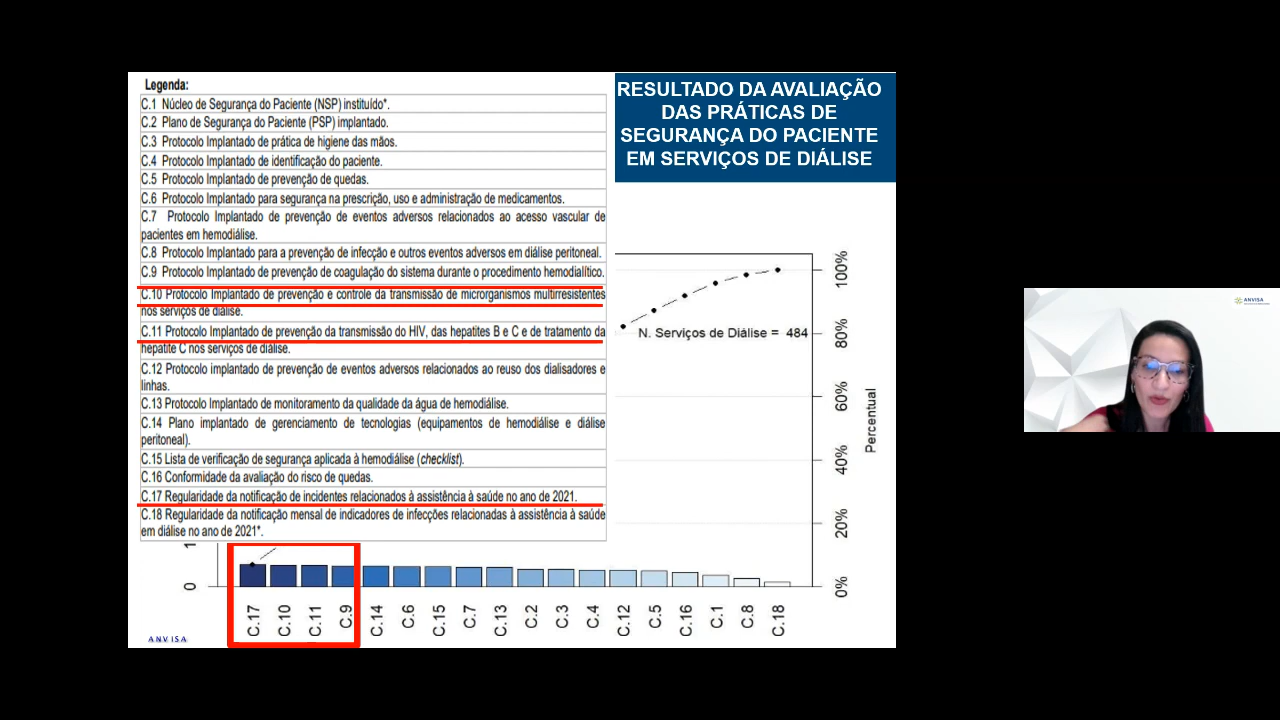 Legenda:
C.1 Núcleo de Segurança do Paciente (NSP) instituído*.
C.2 Plano de Segurança do Paciente (PSP) implantado.
C.3 Protocolo Implantado de prática de higiene das mãos.
C.4 Protocolo Implantado de identificação do paciente.
C.5 Protocolo Implantado de prevenção de quedas.
C.6 Protocolo Implantado para segurança na prescrição, uso e administração de medicamentos.
C.7 Protocolo Implantado de prevenção de eventos adversos relacionados ao acesso vascular de
pacientes em hemodiálise.
C.8 Protocolo Implantado para a prevenção de infecção e outros eventos adversos em diálise peritoneal.
C.9 Protocolo Implantado de prevenção de coagulação do sistema durante o procedimento hemodialítico.
C.10 Protocolo Implantado de prevenção e controle da transmissão de microrganismos multirresistentes
nos serviços de diálise.
C.11 Protocolo Implantado de prevenção da transmissão do HIV, das hepatites B e C e de tratamento da
hepatite C nos serviços de diálise.
C.12 Protocolo implantado de prevenção de eventos adversos relacionados ao reuso dos dialisadores e
linhas.
C.13 Protocolo Implantado de monitoramento da qualidade da água de hemodiálise.
C.14 Plano implantado de gerenciamento de tecnologias (equipamentos de hemodiálise e diálise
peritoneal).
C.15 Lista de verificação de segurança aplicada à hemodiálise (checklist).
C.16 Conformidade da avaliação do risco de quedas.
C.17 Regularidade da notificação de incidentes relacionados à assistência à saúde no ano de 2021.
C.18 Regularidade da notificação mensal de indicadores de infecções relacionadas à assistência à saúde
em diálise no ano de 2021*.
RESULTADO DA AVALIAÇÃO
DAS PRÁTICAS DE
SEGURANÇA DO PACIENTE
EM SERVIÇOS DE DIÁLISE
N. Serviços de Diálise = 484
100%
80%
60%
40%
20%
0%
Percentual
0
C.17 C.10 C.11 C.9 C.14 C.6 C.15 C.7 C.13 C.2 C.3 C.4 C.12 C.5 C.16 C.1 C.8 C.18
ANVISA
ANVISA